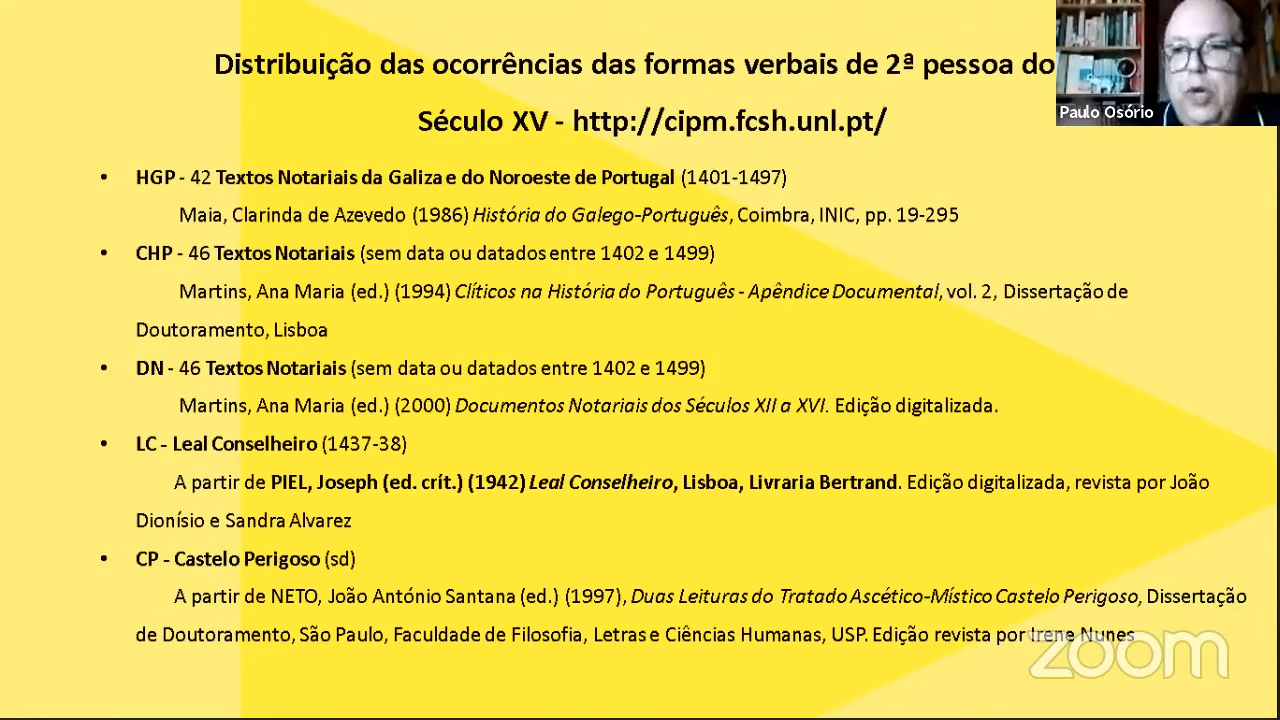 Distribuição das ocorrências das formas verbais de 2ª pessoa do
Século XV - http://cipm.fcsh.unl.pt/
Paulo Osório
• HGP - 42 Textos Notariais da Galiza e do Noroeste de Portugal (1401-1497)
Maia, Clarinda de Azevedo (1986) História do Galego-Português, Coimbra, INIC, pp. 19-295
• CHP - 46 Textos Notariais (sem data ou datados entre 1402 e 1499)
Martins, Ana Maria (ed.) (1994) Clíticos na História do Português - Apêndice Documental, vol. 2, Dissertação de
Doutoramento, Lisboa
• DN - 46 Textos Notariais (sem data ou datados entre 1402 e 1499)
Martins, Ana Maria (ed.) (2000) Documentos Notariais dos Séculos XII a XVI. Edição digitalizada.
• LC - Leal Conselheiro (1437-38)
A partir de PIEL, Joseph (ed. crít.) (1942) Leal Conselheiro, Lisboa, Livraria Bertrand. Edição digitalizada, revista por João
Dionísio e Sandra Alvarez
• CP - Castelo Perigoso (sd)
A partir de NETO, João António Santana (ed.) (1997), Duas Leituras do Tratado Ascético-Místico Castelo Perigoso, Dissertação
de Doutoramento, São Paulo, Faculdade de Filosofia, Letras e Ciências Humanas, USP. Edição revista por Irene Nunes
zoom